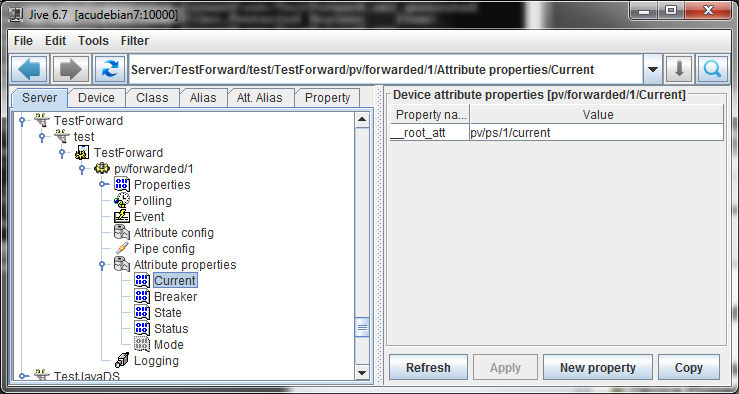 Jive 6.7 [acudebian7:10000]
File Edit Tools Filter
Server:/TestForward/test/TestForward/pv/forwarded/1/Attribute properties/Current
Server Device Class Alias Att. Alias Property
TestForward
test
TestForward
pv/forwarded/1
Properties
Polling
Event
Attribute config
Pipe config
Attribute properties
Current
Breaker
State
Status
Mode
Logging
TestJavaDS
Device attribute properties [pv/forwarded/1/Current]
Property na... Value
__root_att pv/ps/1/current
Refresh Apply New property Copy